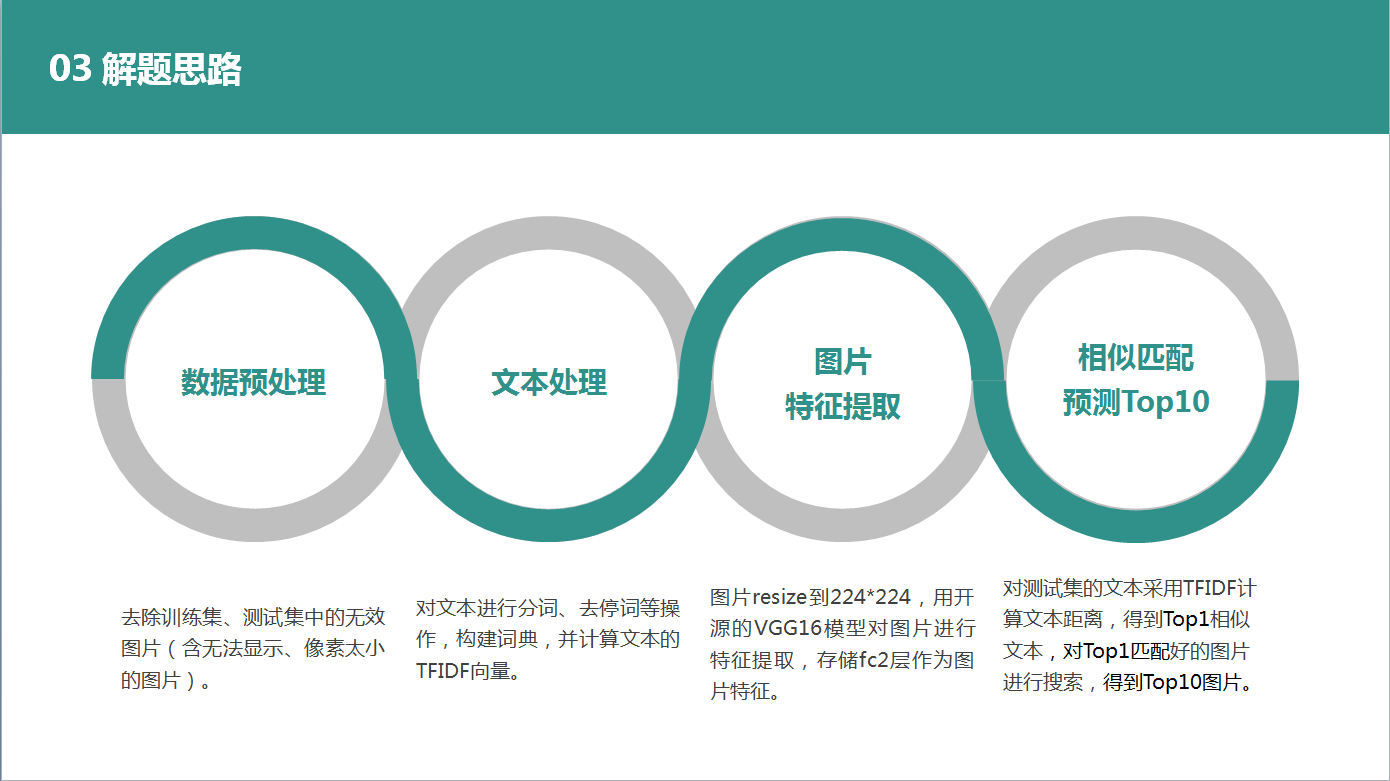 03 解题思路
数据预处理
文本处理
图片
特征提取
相似匹配
预测Top10
去除训练集、测试集中的无效
图片（含无法显示、像素太小
的图片）。
对文本进行分词、去停词等操
作，构建词典，并计算文本的
TFIDF向量。
图片resize到224*224，用开
源的VGG16模型对图片进行
特征提取，存储fc2层作为图
片特征。
对测试集的文本采用TFIDF计
算文本距离，得到Top1相似
文本，对Top1匹配好的图片
进行搜索，得到Top10图片。